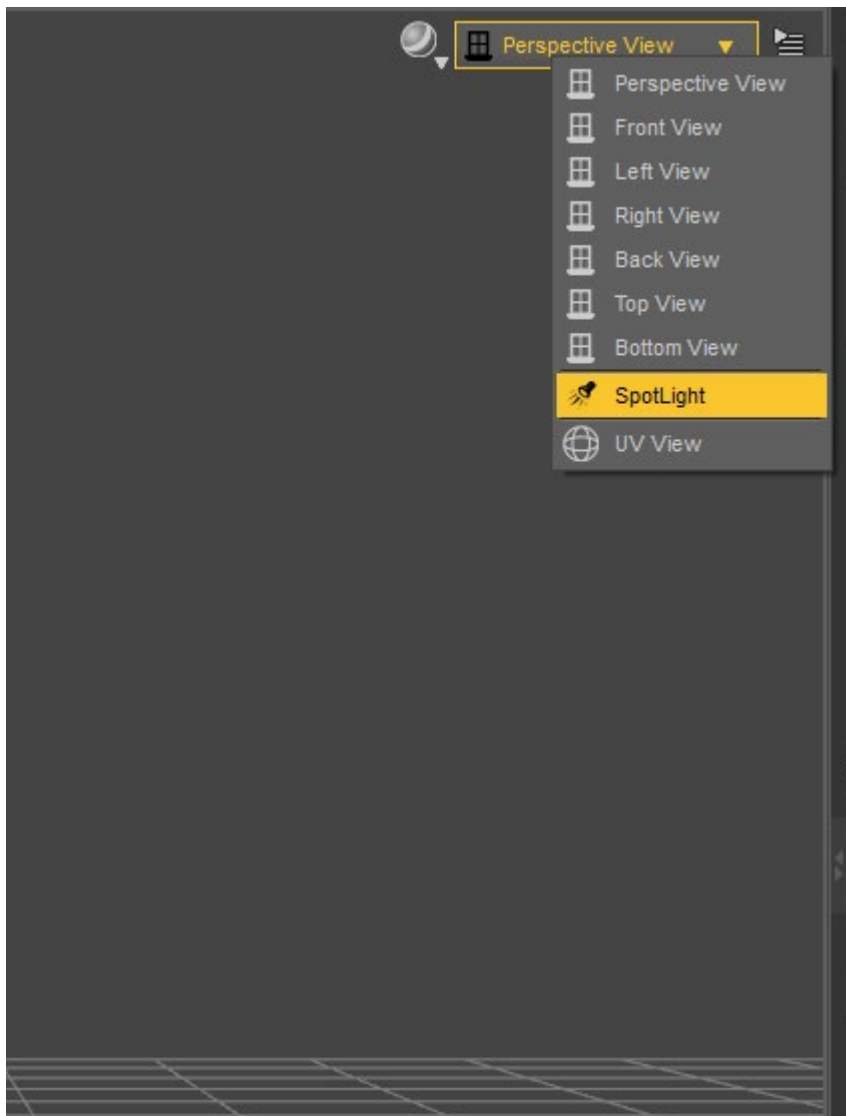 Perspective View
Perspective View
Front View
Left View
Right View
Back View
Top View
Bottom View
SpotLight
UV View